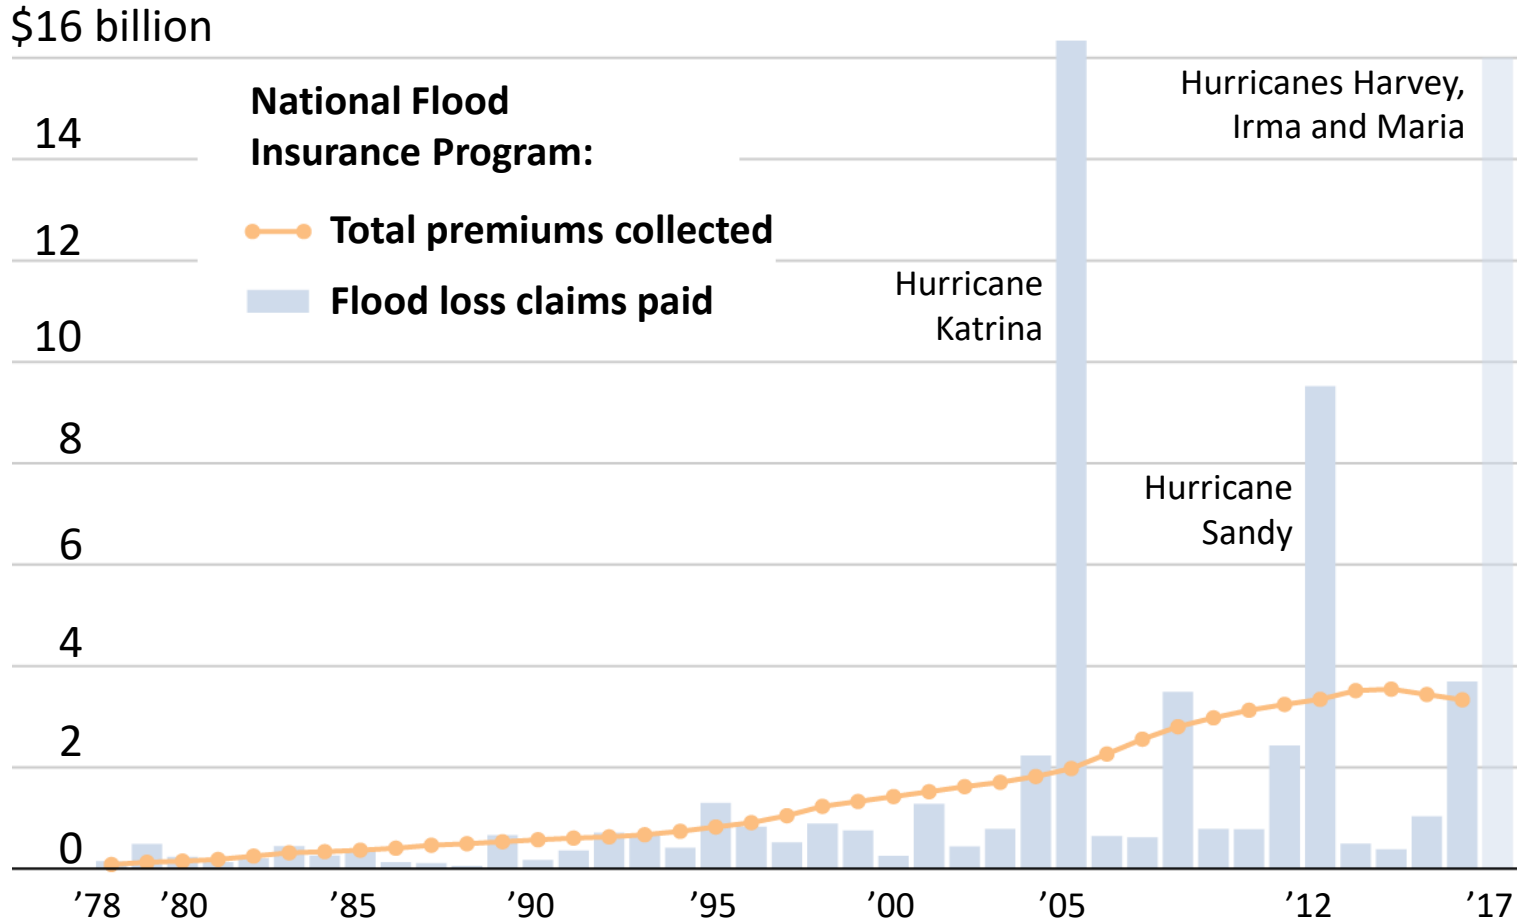 $16 billion
National Flood
Insurance Program:
Total premiums collected
Flood loss claims paid
Hurricanes Harvey,
Irma and Maria
Hurricane
Katrina
Hurricane
Sandy
14
12
10
8
6
4
2
0
’78 ’80 ’85 ’90 ’95 ’00 ’05 ’12 ’17